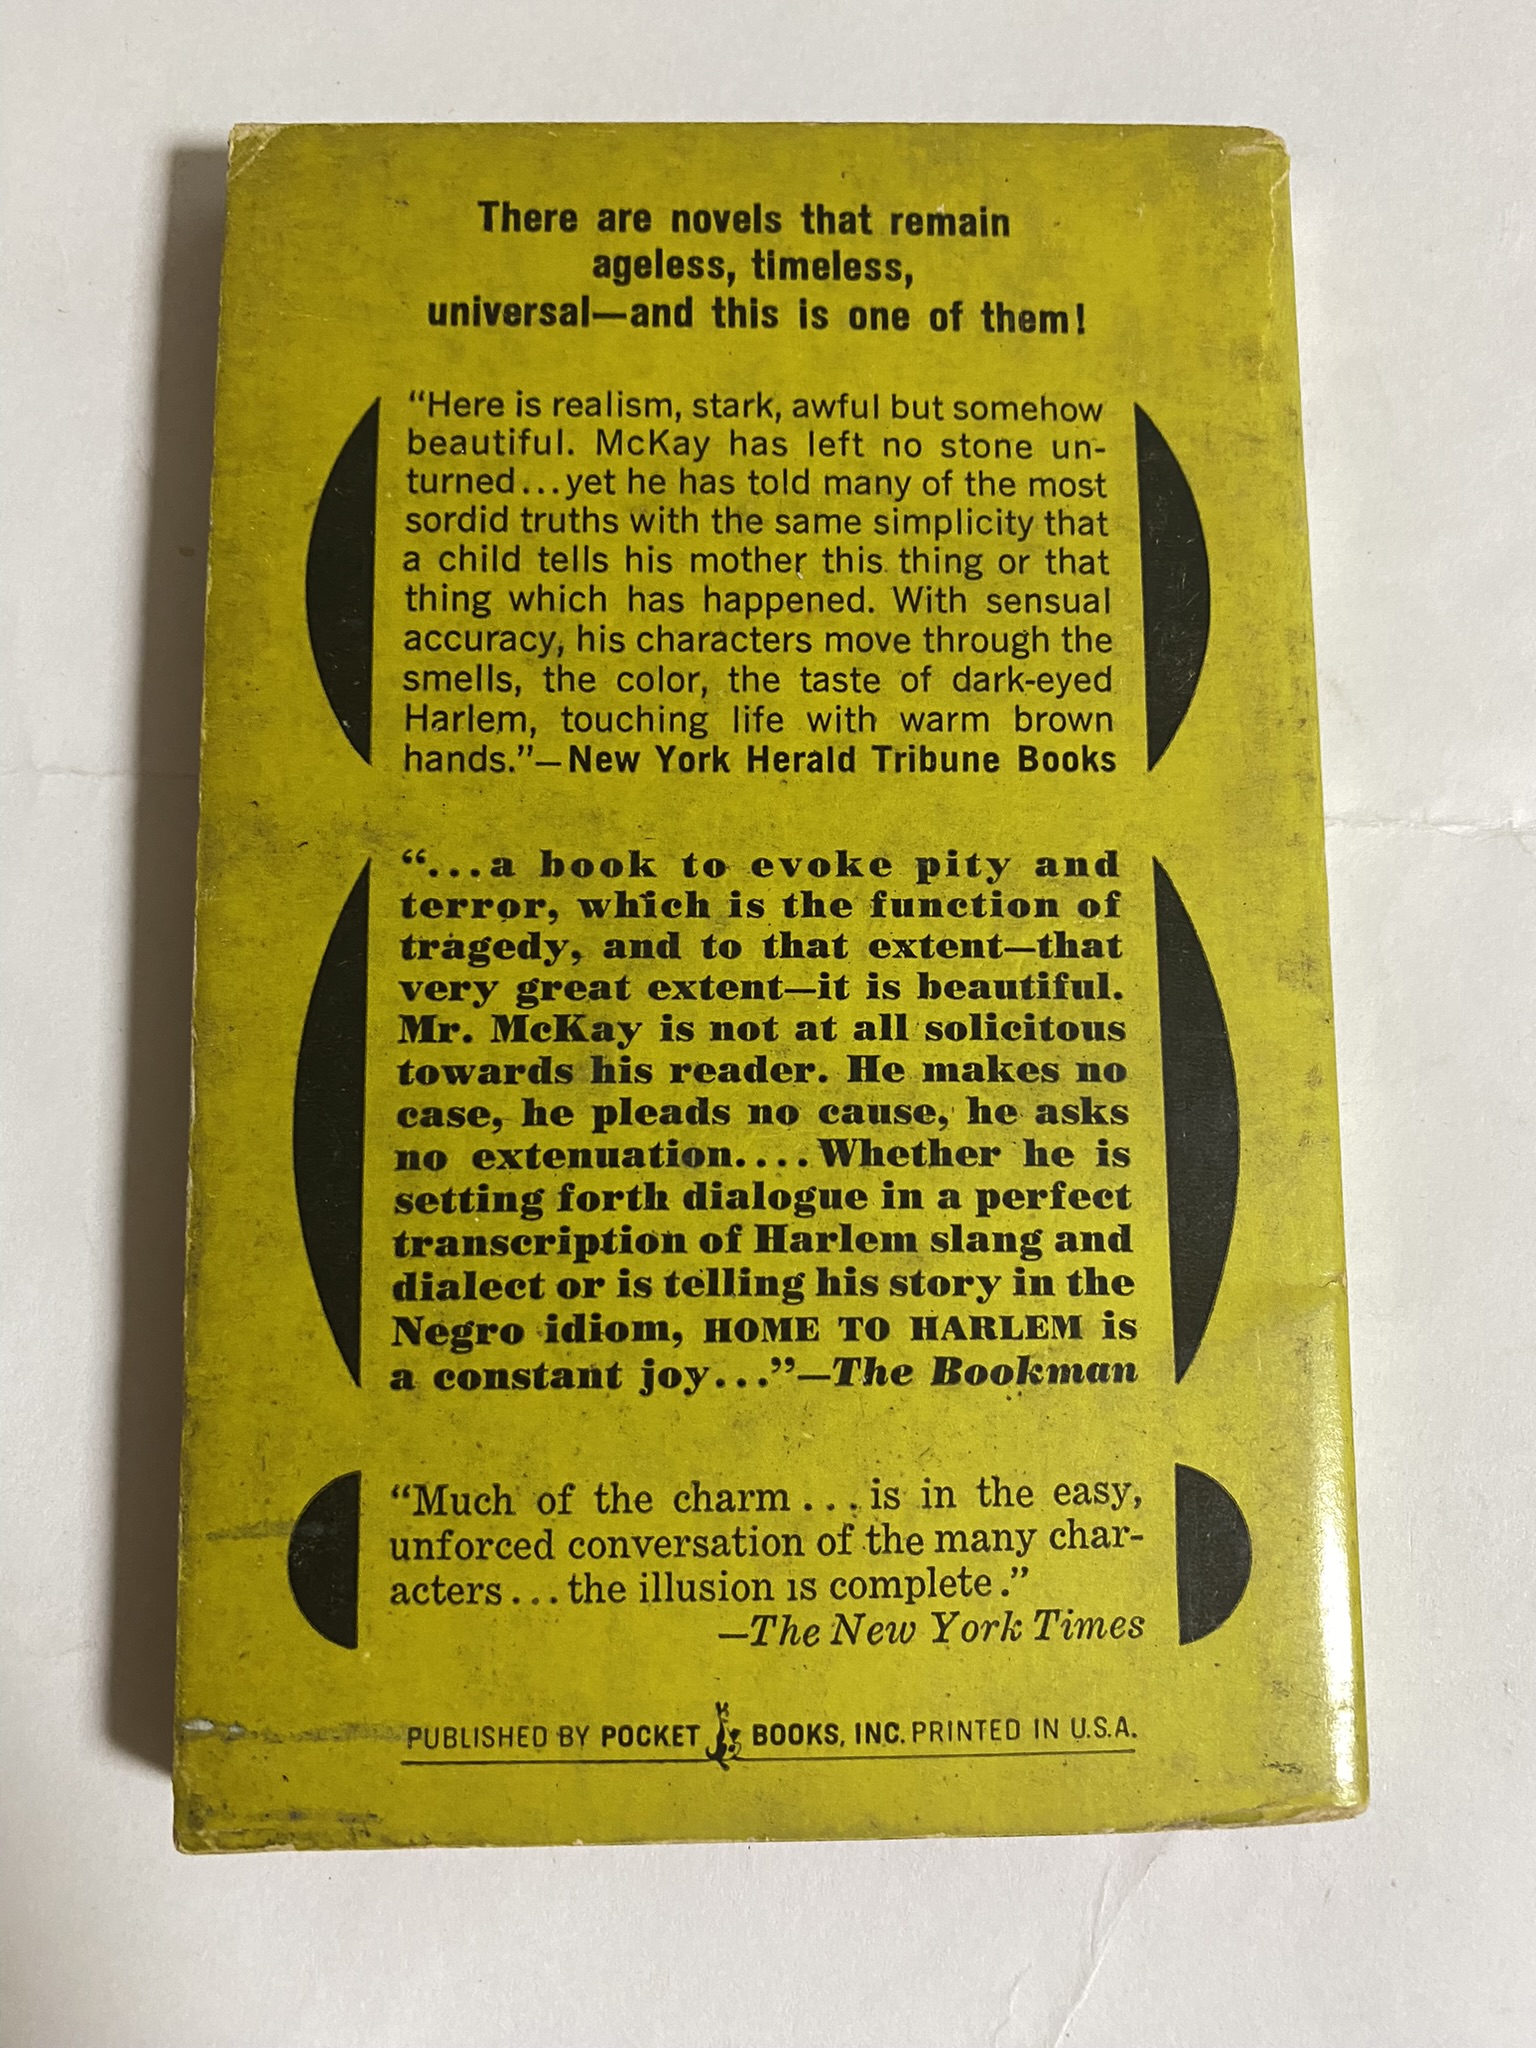 There are novels that remain
ageless, timeless,
universal—and this is one of them!
“Here is realism, stark, awful but somehow
beautiful. McKay has left no stone un-
turned...yet he has told many of the most
sordid truths with the same simplicity that
a child tells his mother this thing or that
thing which has happened. With sensual
accuracy, his characters move through the
smells, the color, the taste of dark-eyed
Harlem, touching life with warm brown
hands.”—New York Herald Tribune Books
“...a book to evoke pity and
terror, which is the function of
tragedy, and to that extent—that
very great extent—it is beautiful.
Mr. McKay is not at all solicitous
towards his reader. He makes no
case, he pleads no cause, he asks
no extenuation....Whether he is
setting forth dialogue in a perfect
transcription of Harlem slang and
dialect or is telling his story in the
Negro idiom, HOME TO HARLEM is
a constant joy...”—The Bookman
“Much of the charm...is in the easy,
unforced conversation of the many char-
acters...the illusion is complete.”
—The New York Times
PUBLISHED BY POCKET BOOKS, INC. PRINTED IN U.S.A.